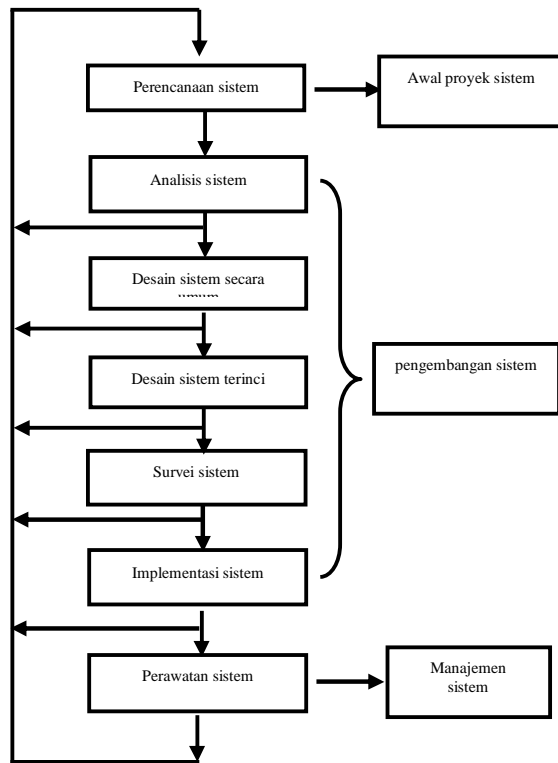 Perencanaan sistem
Awal proyek sistem
Analisis sistem
Desain sistem secara
umum
Desain sistem terinci
pengembangan sistem
Survei sistem
Implementasi sistem
Perawatan sistem
Manajemen
sistem